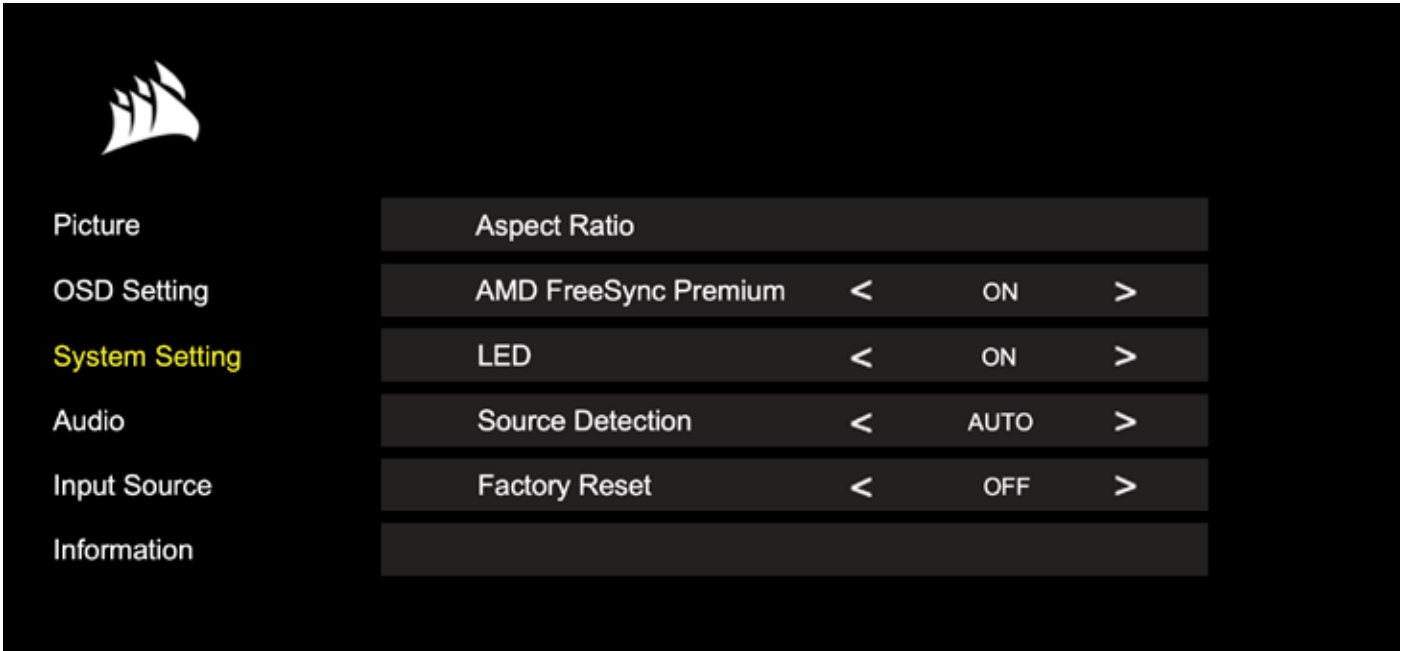 Picture Aspect Ratio
OSD Setting AMD FreeSync Premium < ON >
System Setting LED < ON >
Audio Source Detection < AUTO >
Input Source Factory Reset < OFF >
Information